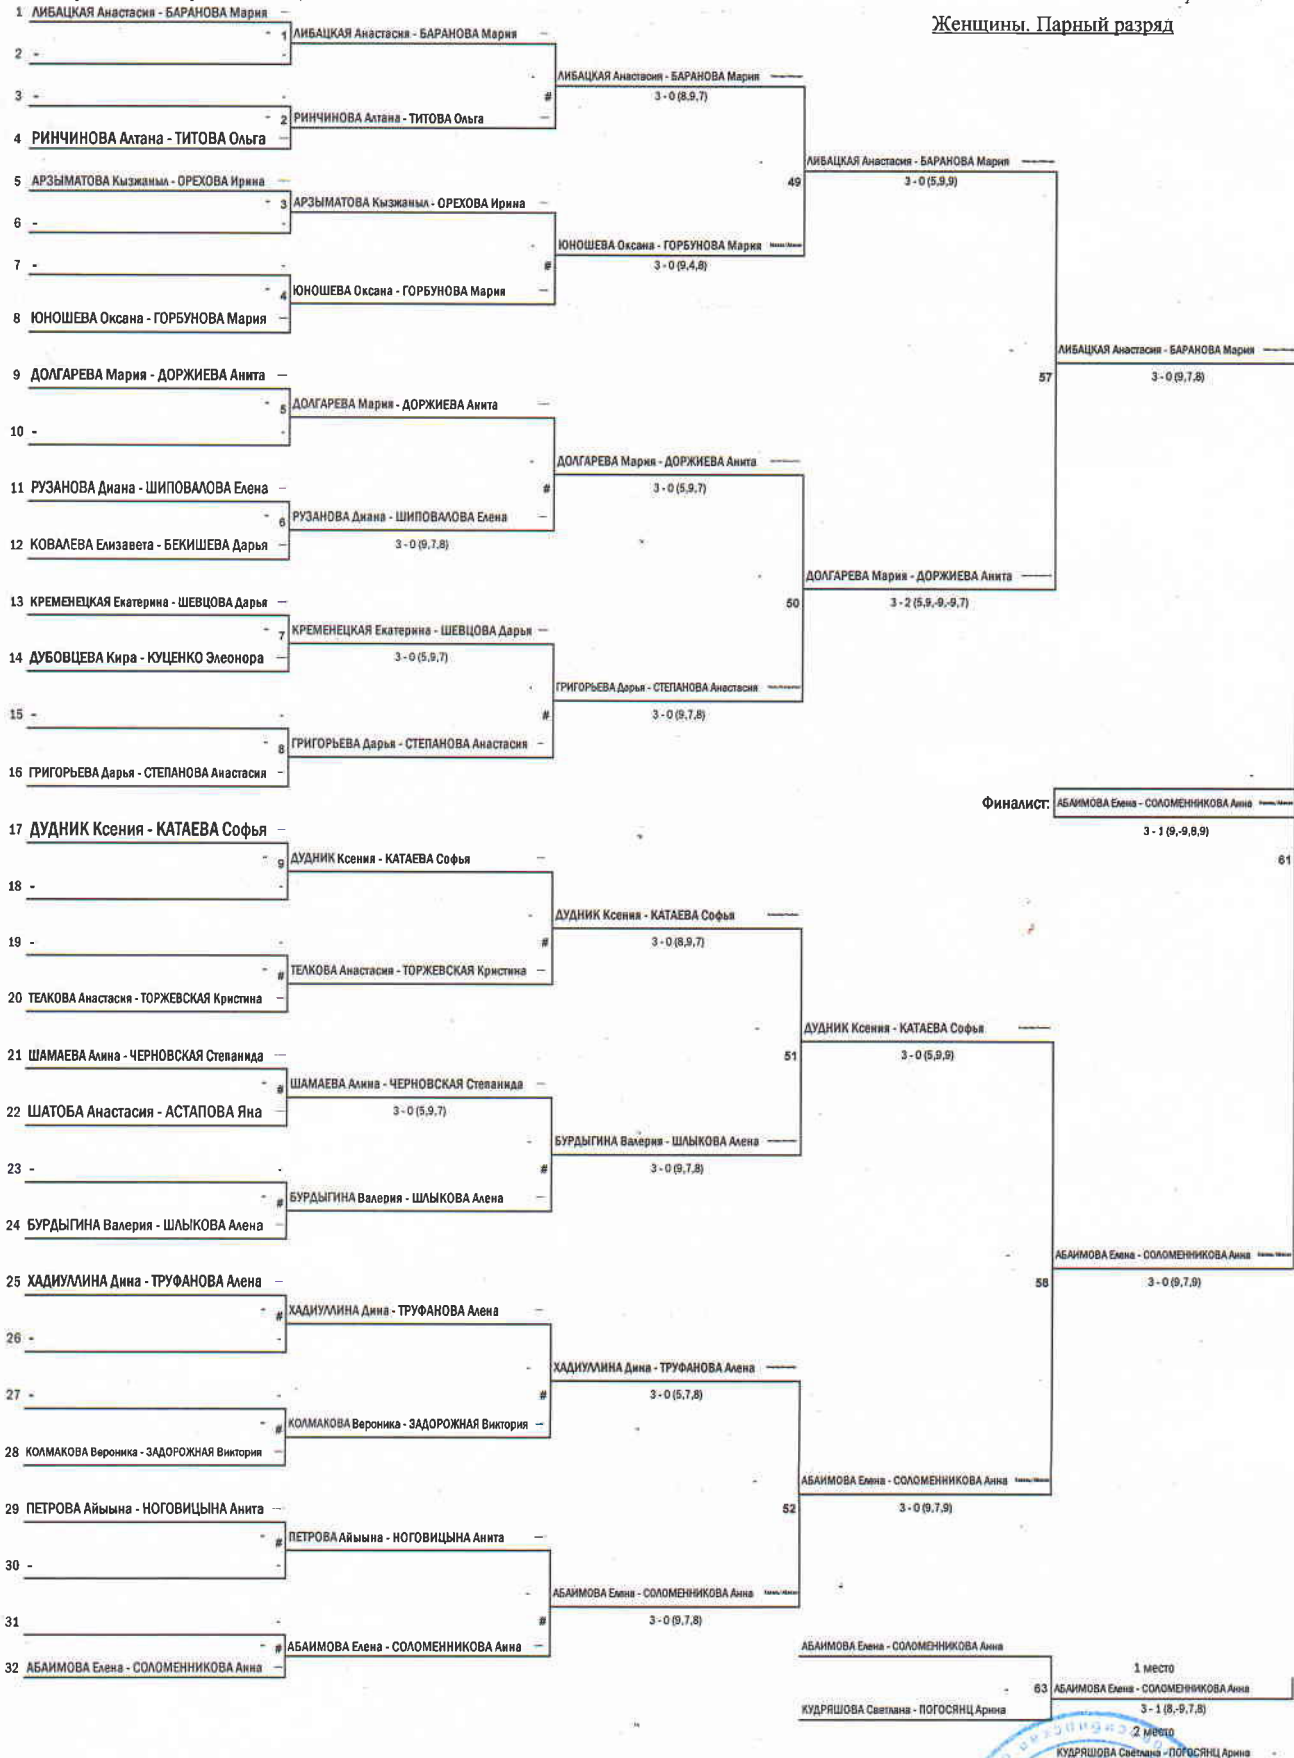 Женщины. Парный разряд
1 ЛИБАЦКАЯ Анастасия - БАРАНОВА Мария
1 ЛИБАЦКАЯ Анастасия - БАРАНОВА Мария
2 -
ЛИБАЦКАЯ Анастасия - БАРАНОВА Мария
3 - 0 (8,9,7)
3 -
#
2 РИНЧИНОВА Алтана - ТИТОВА Ольга
4 РИНЧИНОВА Алтана - ТИТОВА Ольга
ЛИБАЦКАЯ Анастасия - БАРАНОВА Мария
49
3 - 0 (5,9,9)
5 АРЗЫМАТОВА Кызжаныл - ОРЕХОВА Ирина
3 АРЗЫМАТОВА Кызжаныл - ОРЕХОВА Ирина
6 -
ЮНОШЕВА Оксана - ГОРБУНОВА Мария
7 -
#
3 - 0 (9,4,8)
4 ЮНОШЕВА Оксана - ГОРБУНОВА Мария
8 ЮНОШЕВА Оксана - ГОРБУНОВА Мария
ЛИБАЦКАЯ Анастасия - БАРАНОВА Мария
57
3 - 0 (9,7,8)
9 ДОЛГАРЕВА Мария - ДОРЖИЕВА Анита
5 ДОЛГАРЕВА Мария - ДОРЖИЕВА Анита
10 -
ДОЛГАРЕВА Мария - ДОРЖИЕВА Анита
#
3 - 0 (5,9,7)
11 РУЗАНОВА Диана - ШИПОВАЛОВА Елена
6 РУЗАНОВА Диана - ШИПОВАЛОВА Елена
12 КОВАЛЕВА Елизавета - БЕКИШЕВА Дарья
3 - 0 (9,7,8)
ДОЛГАРЕВА Мария - ДОРЖИЕВА Анита
50
3 - 2 (5,9,-9,-9,7)
13 КРЕМЕНЕЦКАЯ Екатерина - ШЕВЦОВА Дарья
7 КРЕМЕНЕЦКАЯ Екатерина - ШЕВЦОВА Дарья
14 ДУБОВЦЕВА Кира - КУЦЕНКО Элеонора
3 - 0 (5,9,7)
ГРИГОРЬЕВА Дарья - СТЕПАНОВА Анастасия
15 -
#
3 - 0 (9,7,8)
8 ГРИГОРЬЕВА Дарья - СТЕПАНОВА Анастасия
16 ГРИГОРЬЕВА Дарья - СТЕПАНОВА Анастасия
Финалист: АБАИМОВА Елена - СОЛОМЕННИКОВА Анна
3 - 1 (9,-9,8,9)
61
17 ДУДНИК Ксения - КАТАЕВА Софья
9 ДУДНИК Ксения - КАТАЕВА Софья
18 -
ДУДНИК Ксения - КАТАЕВА Софья
19 -
#
3 - 0 (8,9,7)
# ТЕЛКОВА Анастасия - ТОРЖЕВСКАЯ Кристина
20 ТЕЛКОВА Анастасия - ТОРЖЕВСКАЯ Кристина
ДУДНИК Ксения - КАТАЕВА Софья
51
3 - 0 (5,9,9)
21 ШАМАЕВА Алина - ЧЕРНОВСКАЯ Степанида
# ШАМАЕВА Алина - ЧЕРНОВСКАЯ Степанида
22 ШАТОБА Анастасия - АСТАПОВА Яна
3 - 0 (5,9,7)
БУРДЫГИНА Валерия - ШЛЫКОВА Алена
23 -
#
3 - 0 (9,7,8)
# БУРДЫГИНА Валерия - ШЛЫКОВА Алена
24 БУРДЫГИНА Валерия - ШЛЫКОВА Алена
АБАИМОВА Елена - СОЛОМЕННИКОВА Анна
58
3 - 0 (9,7,9)
25 ХАДИУЛЛИНА Дина - ТРУФАНОВА Алена
# ХАДИУЛЛИНА Дина - ТРУФАНОВА Алена
26 -
ХАДИУЛЛИНА Дина - ТРУФАНОВА Алена
27 -
#
3 - 0 (5,7,8)
# КОЛМАКОВА Вероника - ЗАДОРОЖНАЯ Виктория
28 КОЛМАКОВА Вероника - ЗАДОРОЖНАЯ Виктория
АБАИМОВА Елена - СОЛОМЕННИКОВА Анна
52
3 - 0 (9,7,9)
29 ПЕТРОВА Айыына - НОГОВИЦЫНА Анита
# ПЕТРОВА Айыына - НОГОВИЦЫНА Анита
30 -
АБАИМОВА Елена - СОЛОМЕННИКОВА Анна
31
#
3 - 0 (9,7,8)
# АБАИМОВА Елена - СОЛОМЕННИКОВА Анна
32 АБАИМОВА Елена - СОЛОМЕННИКОВА Анна
АБАИМОВА Елена - СОЛОМЕННИКОВА Анна
1 место
63 АБАИМОВА Елена - СОЛОМЕННИКОВА Анна
КУДРЯШОВА Светлана - ПОГОСЯНЦ Арина
3 - 1 (8,-9,7,8)
2 место
КУДРЯШОВА Светлана - ПОГОСЯНЦ Арина